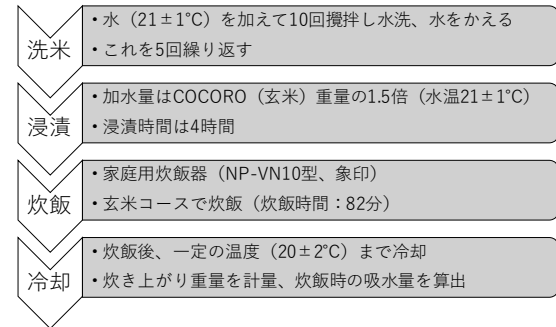 洗米
・水（21±1℃）を加えて10回攪拌し水洗、水をかえる
・これを5回繰り返す
浸漬
・加水量はCOCORO（玄米）重量の1.5倍（水温21±1℃）
・浸漬時間は4時間
炊飯
・家庭用炊飯器（NP-VN10型、象印）
・玄米コースで炊飯（炊飯時間：82分）
冷却
・炊飯後、一定の温度（20±2℃）まで冷却
・炊き上がり重量を計量、炊飯時の吸水量を算出